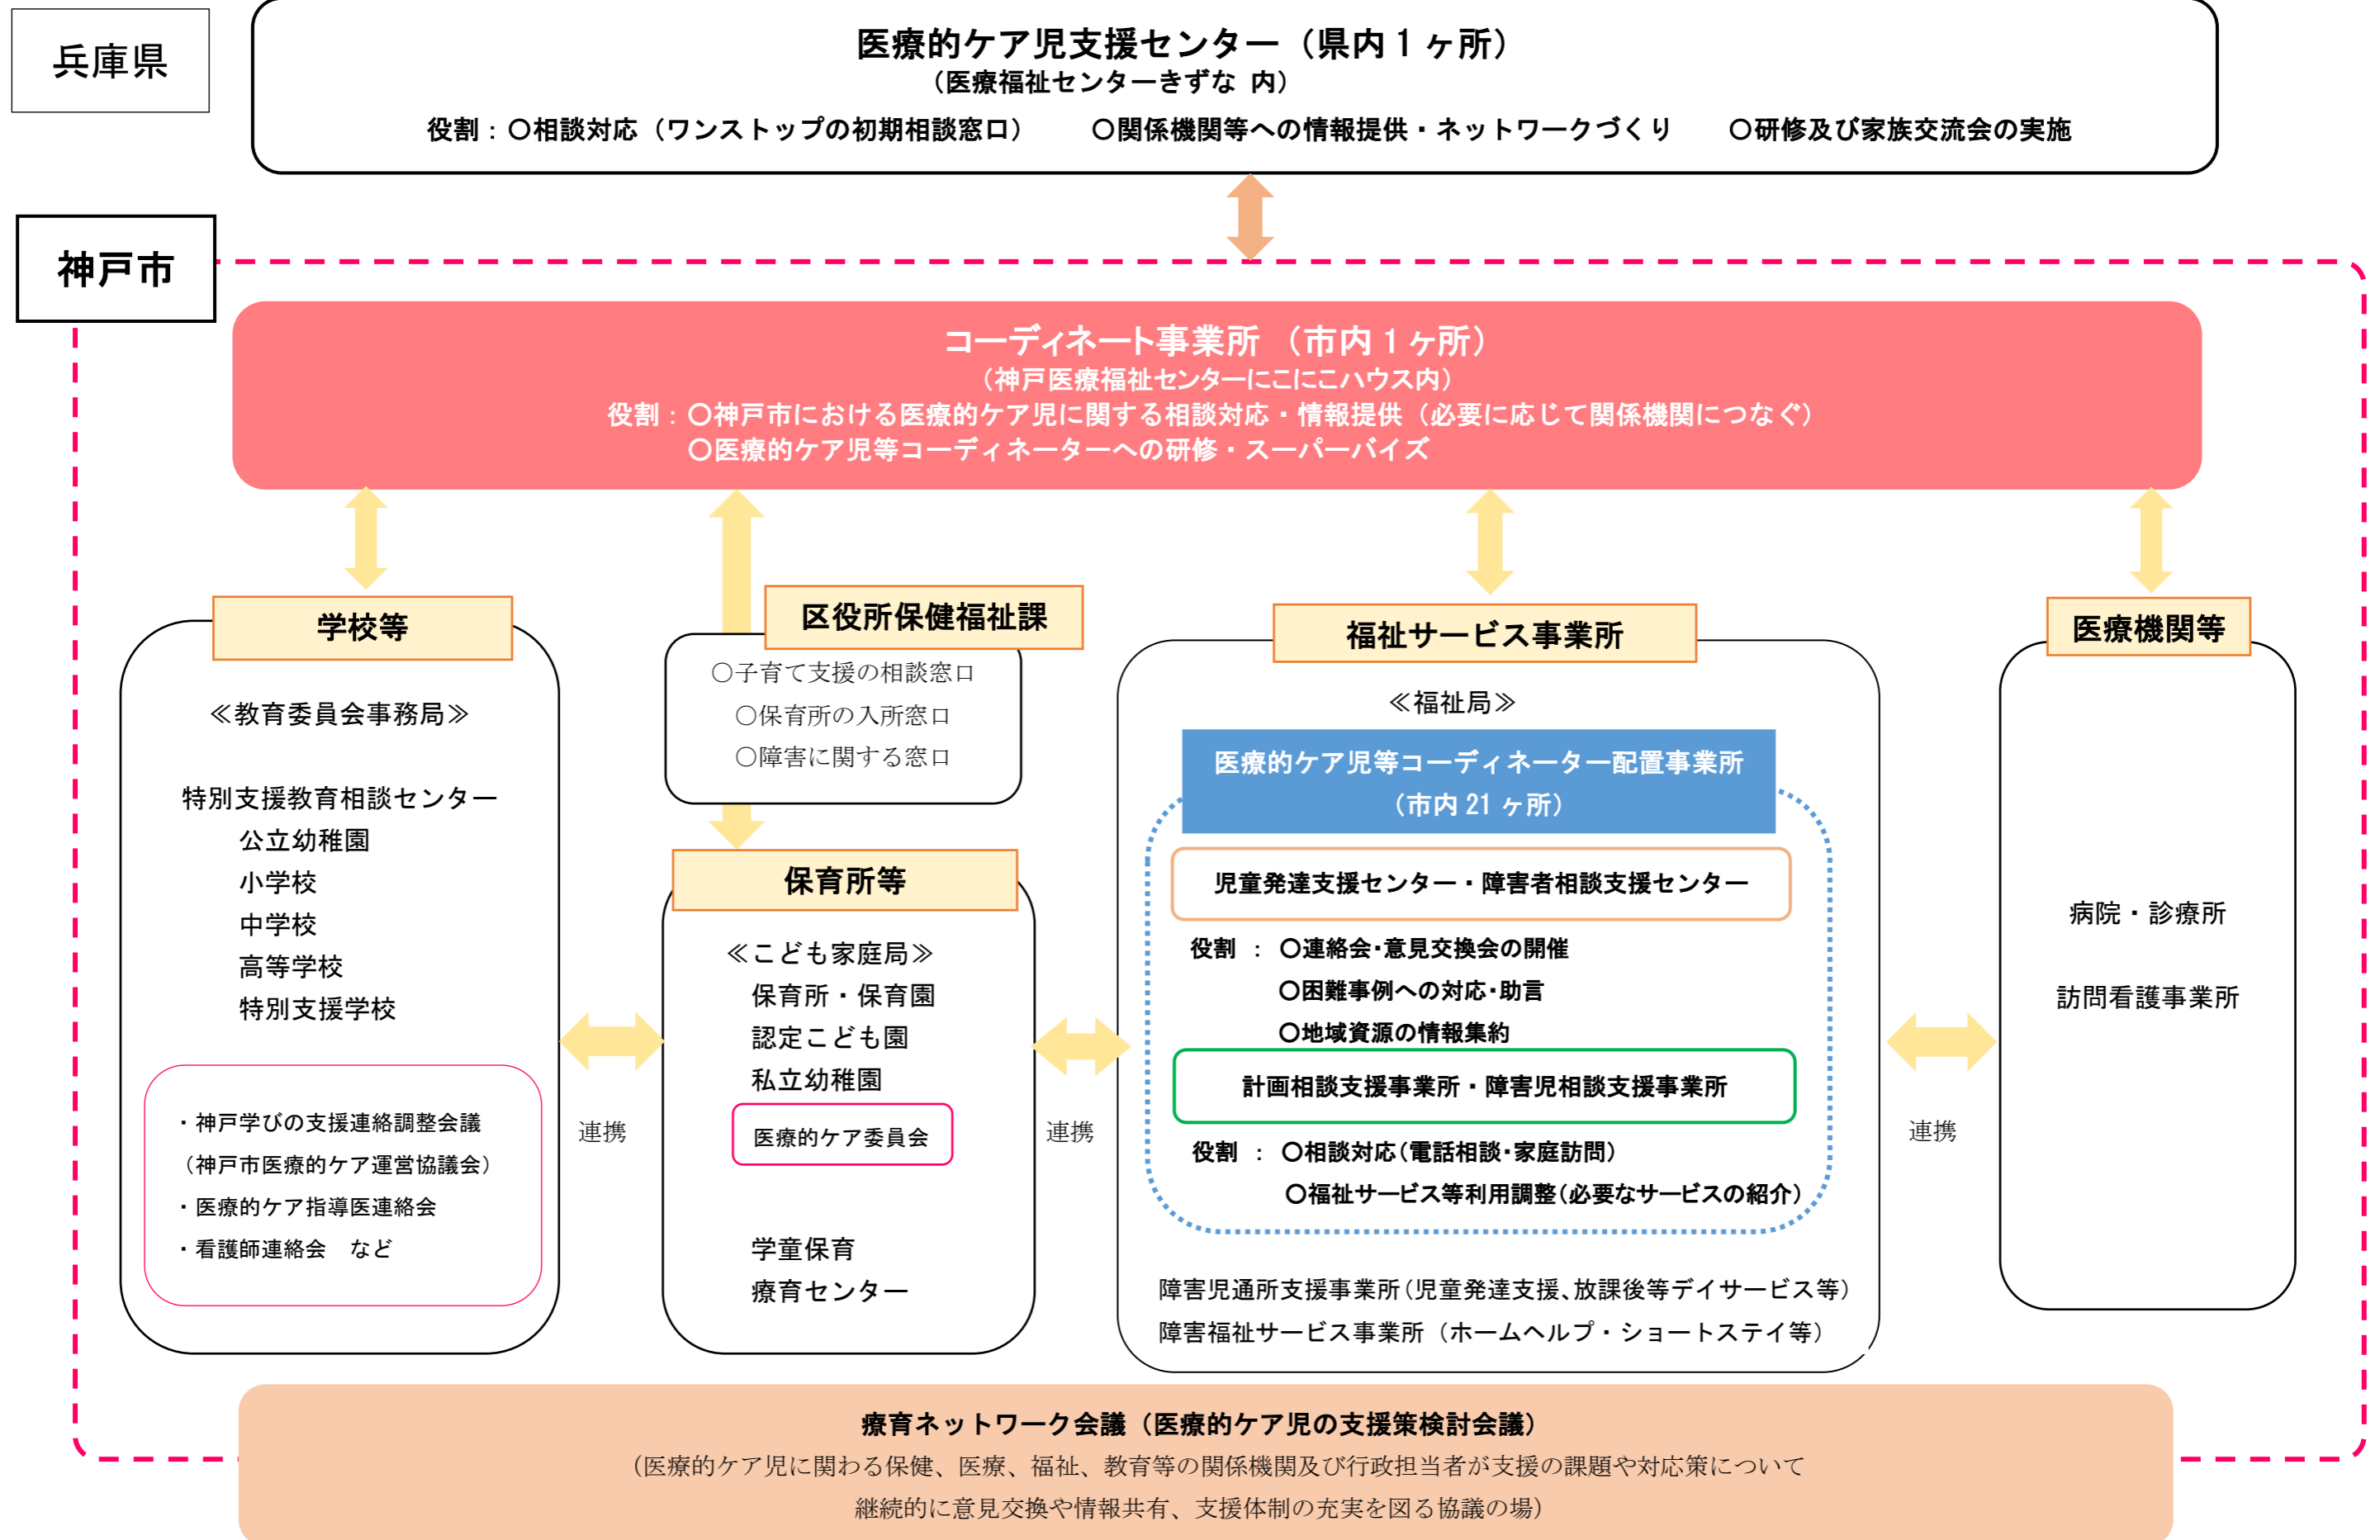 兵庫県
医療的ケア児支援センター（県内１ヶ所）
（医療福祉センターきずな 内）
役割：〇相談対応（ワンストップの初期相談窓口）　〇関係機関等への情報提供・ネットワークづくり　〇研修及び家族交流会の実施
神戸市
コーディネート事業所 （市内１ヶ所）
（神戸医療福祉センターにこにこハウス内）
役割：〇神戸市における医療的ケア児に関する相談対応・情報提供（必要に応じて関係機関につなぐ）
〇医療的ケア児等コーディネーターへの研修・スーパーバイズ
学校等
≪教育委員会事務局≫
特別支援教育相談センター
公立幼稚園
小学校
中学校
高等学校
特別支援学校
・神戸学びの支援連絡調整会議
（神戸市医療的ケア運営協議会）
・医療的ケア指導医連絡会
・看護師連絡会　など
連携
区役所保健福祉課
〇子育て支援の相談窓口
〇保育所の入所窓口
〇障害に関する窓口
保育所等
≪こども家庭局≫
保育所・保育園
認定こども園
私立幼稚園
医療的ケア委員会
学童保育
療育センター
連携
福祉サービス事業所
≪福祉局≫
医療的ケア児等コーディネーター配置事業所
（市内 21 ヶ所）
児童発達支援センター・障害者相談支援センター
役割 ： 〇連絡会・意見交換会の開催
〇困難事例への対応・助言
〇地域資源の情報集約
計画相談支援事業所・障害児相談支援事業所
役割 ： 〇相談対応（電話相談・家庭訪問）
〇福祉サービス等利用調整（必要なサービスの紹介）
障害児通所支援事業所（児童発達支援、放課後等デイサービス等）
障害福祉サービス事業所（ホームヘルプ・ショートステイ等）
連携
医療機関等
病院・診療所
訪問看護事業所
療育ネットワーク会議（医療的ケア児の支援策検討会議）
（医療的ケア児に関わる保健、医療、福祉、教育等の関係機関及び行政担当者が支援の課題や対応策について
継続的に意見交換や情報共有、支援体制の充実を図る協議の場）